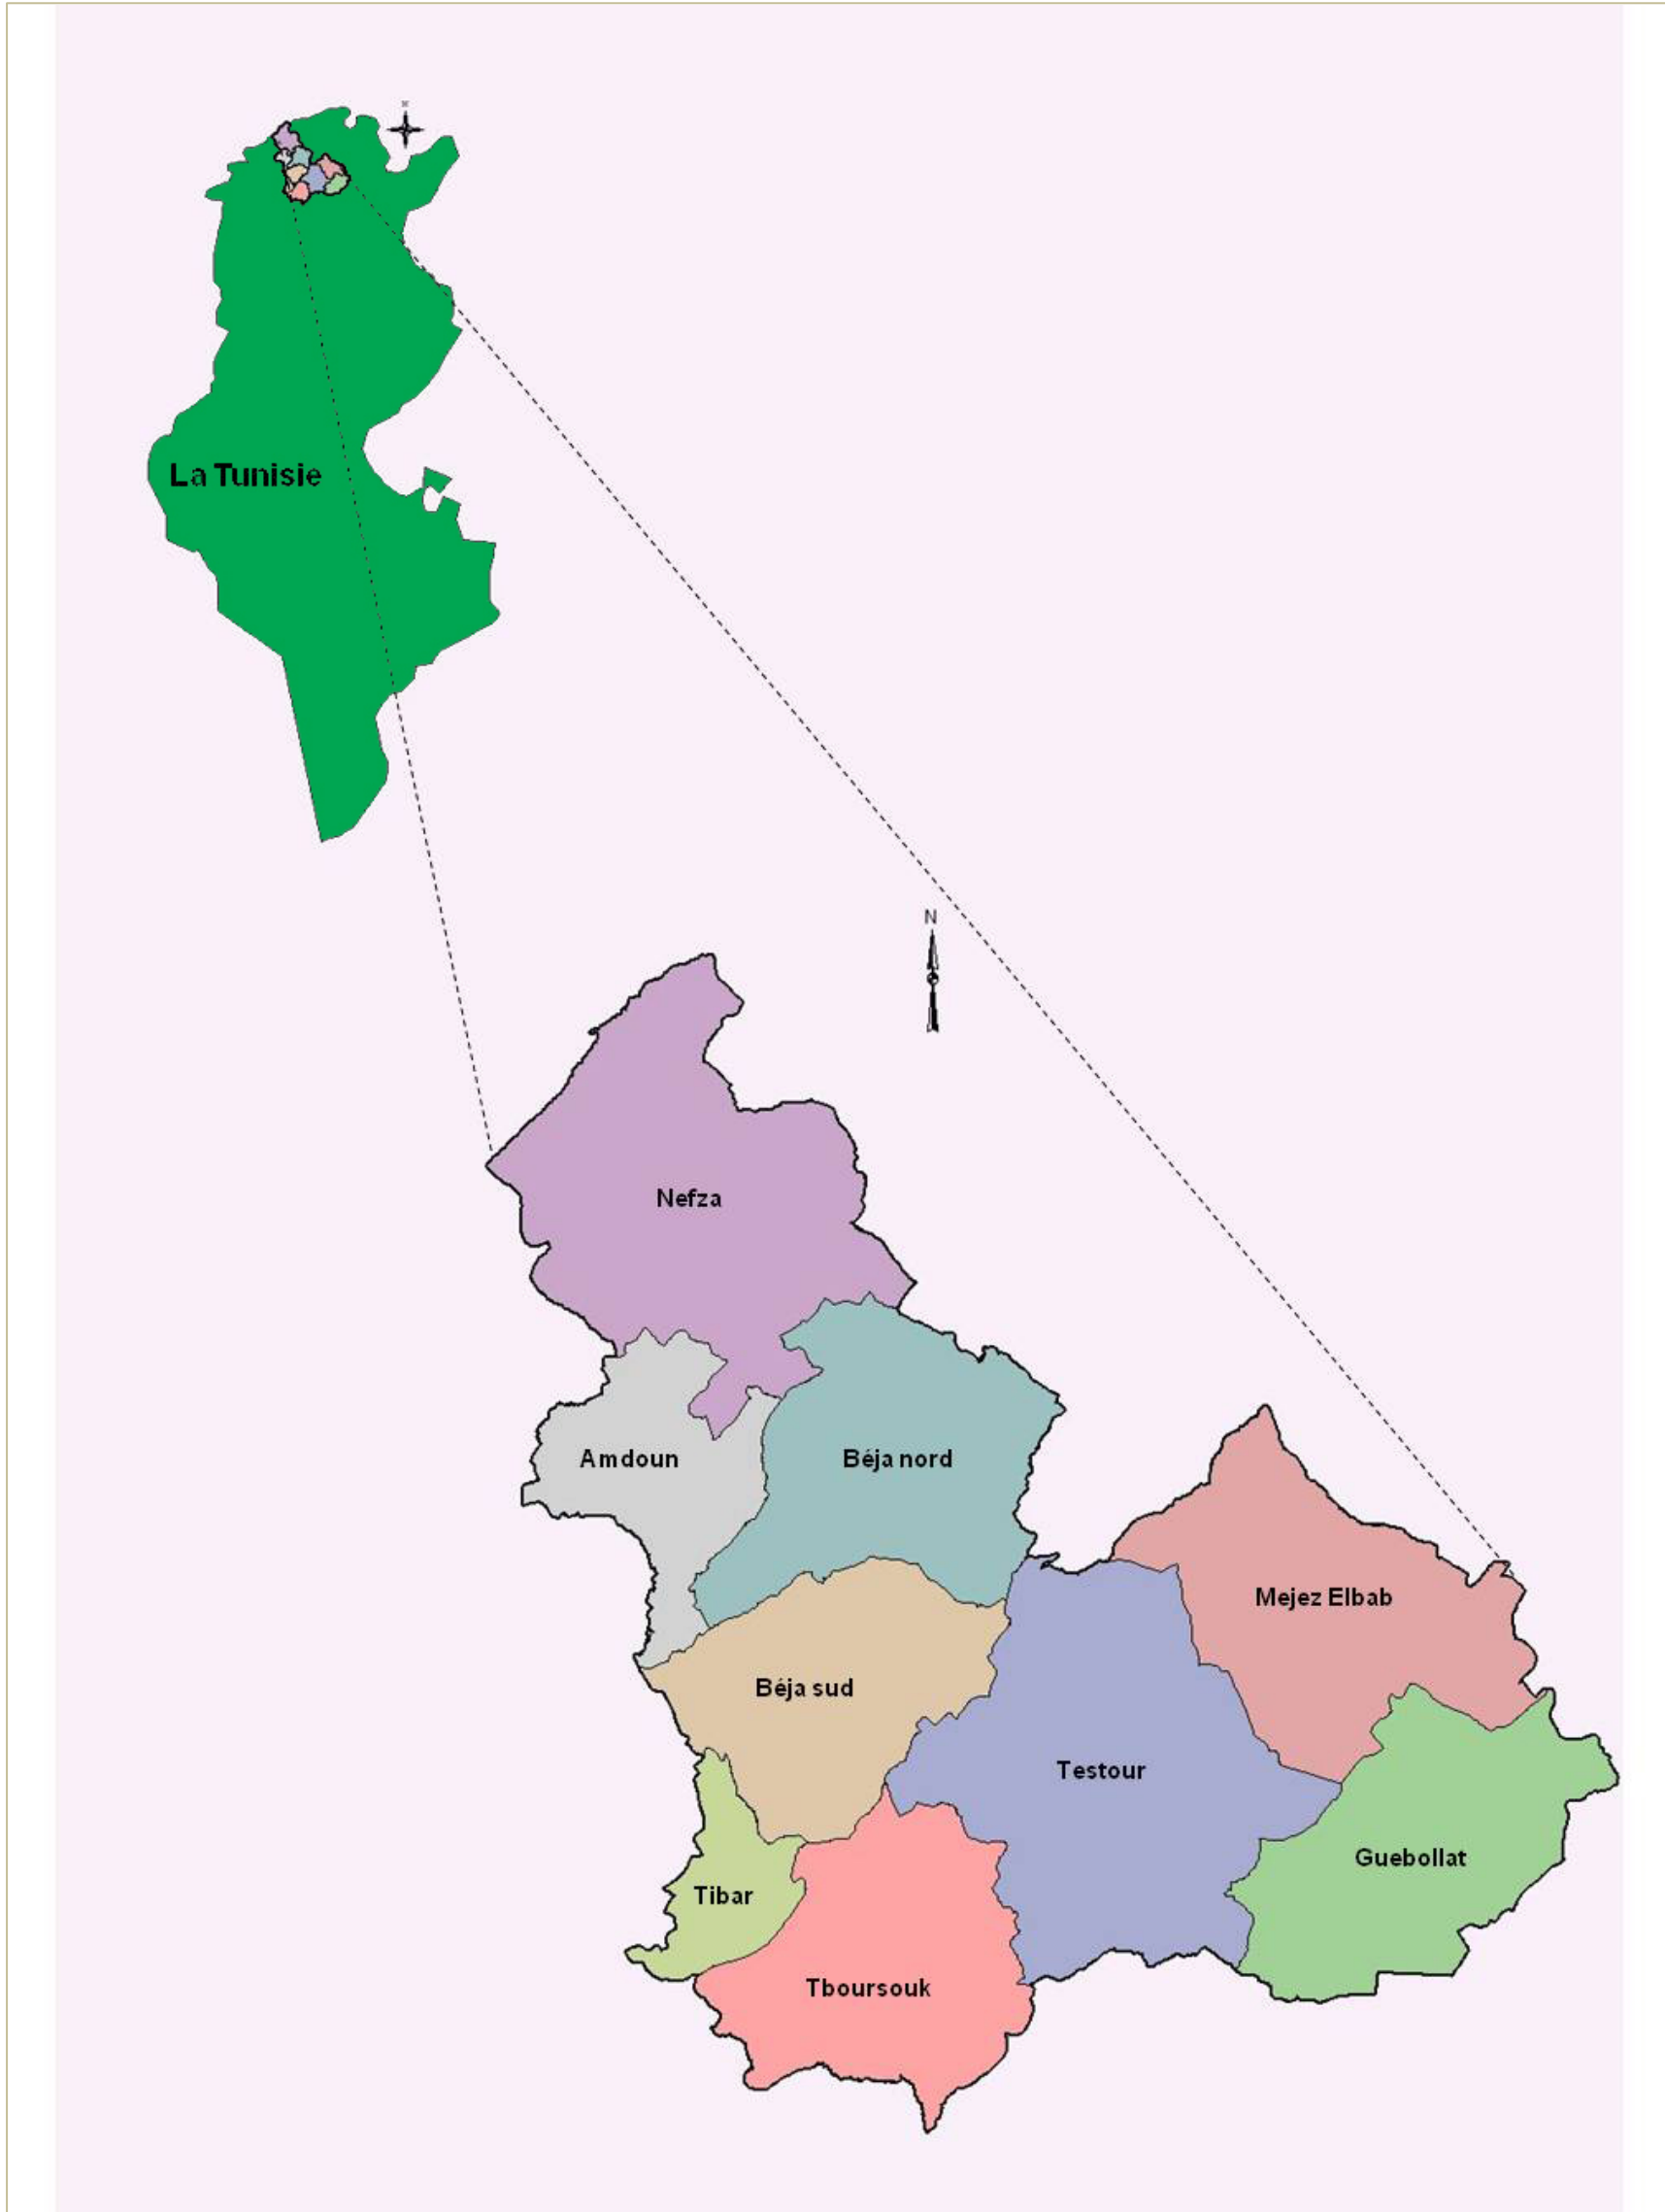 La Tunisie
N
Nefza
Amdoun
Béja nord
Mejez Elbab
Béja sud
Testour
Guebollat
Tibar
Tboursouk